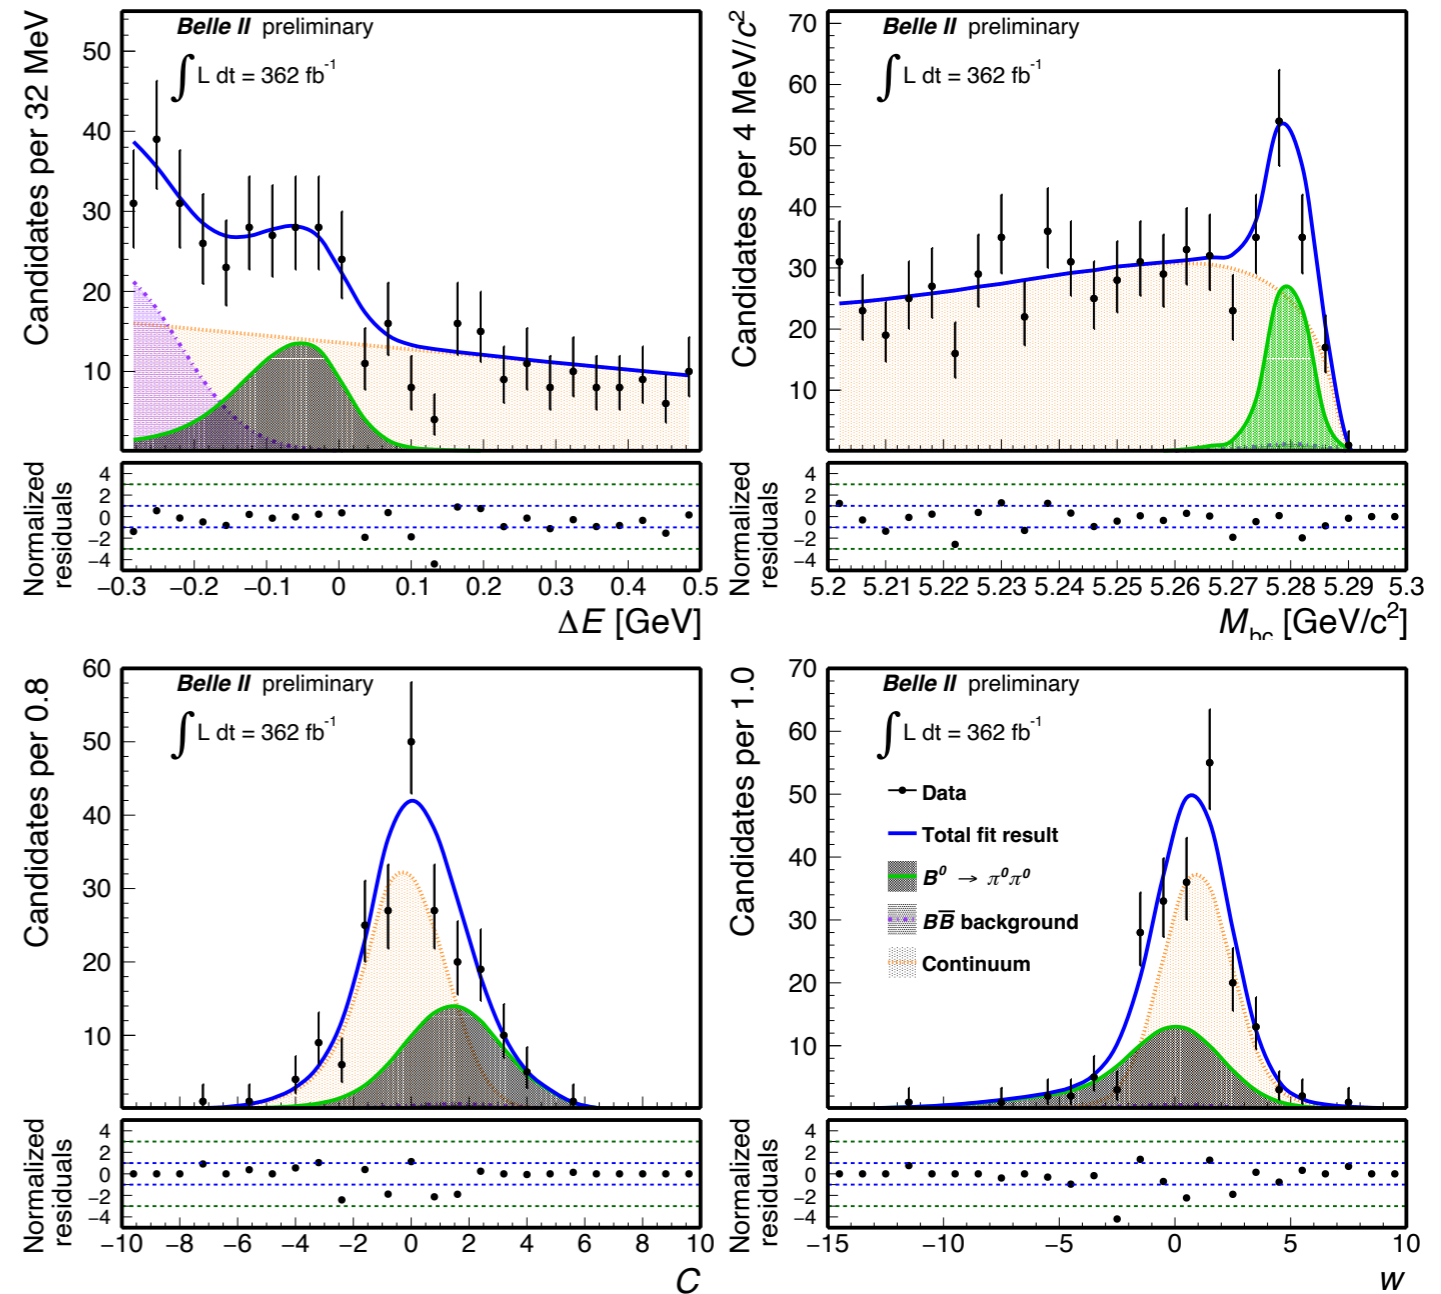 Candidates per 32 MeV
Belle II preliminary
∫ L dt = 362 fb⁻¹
50
40
30
20
10
Normalized
residuals
4
2
0
−2
−4
−0.3 −0.2 −0.1 0 0.1 0.2 0.3 0.4 0.5
ΔE [GeV]
Candidates per 4 MeV/c²
Belle II preliminary
∫ L dt = 362 fb⁻¹
70
60
50
40
30
20
10
Normalized
residuals
4
2
0
−2
−4
5.2 5.21 5.22 5.23 5.24 5.25 5.26 5.27 5.28 5.29 5.3
M_bc [GeV/c²]
Candidates per 0.8
Belle II preliminary
∫ L dt = 362 fb⁻¹
60
50
40
30
20
10
Normalized
residuals
4
2
0
−2
−4
−10 −8 −6 −4 −2 0 2 4 6 8 10
C
Candidates per 1.0
Belle II preliminary
∫ L dt = 362 fb⁻¹
70
60
50
40
30
20
10
Data
Total fit result
B⁰ → π⁰π⁰
BB̅ background
Continuum
Normalized
residuals
4
2
0
−2
−4
−15 −10 −5 0 5 10
w